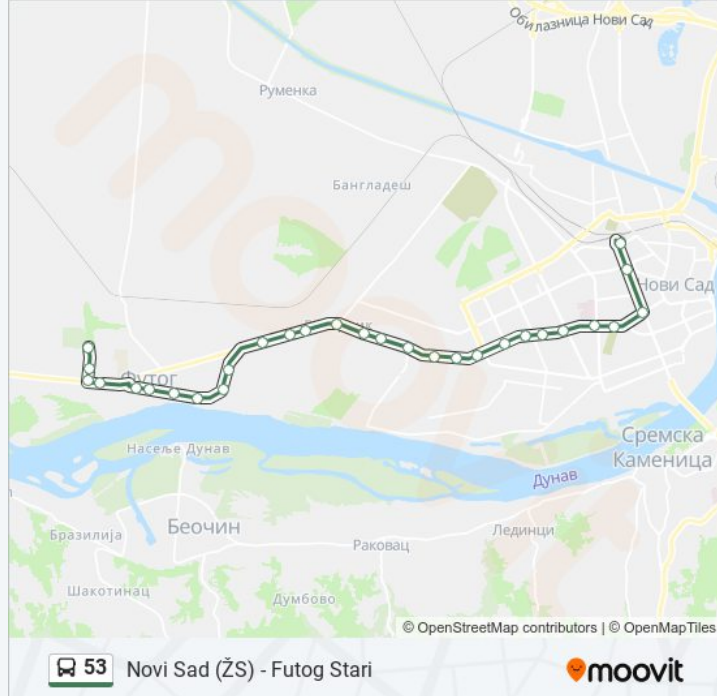 Обилазница Нови Сад
Руменка
Бангладеш
Нови Сад
Футог
Насеље Дунав
Сремска
Каменица
Дунав
Беочин
Бразилија
Лединци
Раковац
Шакотинац
Думбово
© OpenStreetMap contributors | © OpenMapTiles
53 Novi Sad (ŽS) - Futog Stari
moovit